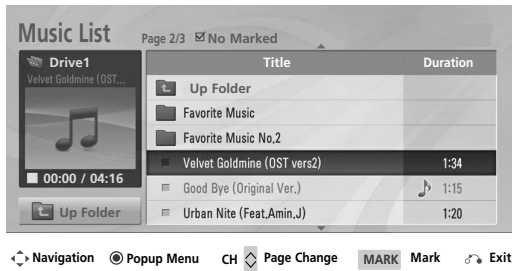 Music List
Page 2/3 No Marked
Drive1
Velvet Goldmine (OST...
00:00 / 04:16
Up Folder
Title Duration
Up Folder
Favorite Music
Favorite Music No.2
Velvet Goldmine (OST vers2) 1:34
Good Bye (Original Ver.) 1:15
Urban Nite (Feat.Amin.J) 1:20
Navigation Popup Menu CH Page Change MARK Mark Exit